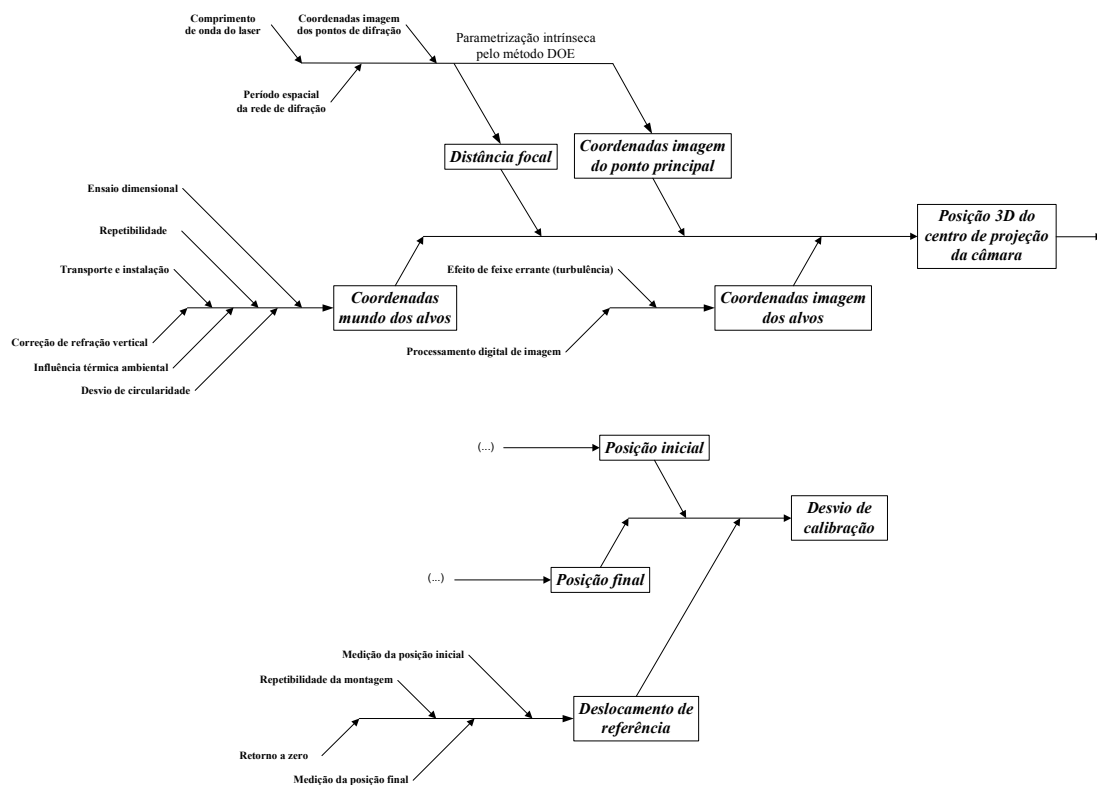 Comprimento
de onda do laser
Coordenadas imagem
dos pontos de difração
Parametrização intrínseca
pelo método DOE
Período espacial
da rede de difração
Distância focal
Coordenadas imagem
do ponto principal
Ensaio dimensional
Repetibilidade
Transporte e instalação
Correção de refração vertical
Influência térmica ambiental
Desvio de circularidade
Coordenadas
mundo dos alvos
Efeito de feixe errante (turbulência)
Processamento digital de imagem
Coordenadas imagem
dos alvos
Posição 3D do
centro de projeção
da câmara
(...)
Posição inicial
(...)
Posição final
Desvio de
calibração
Medição da posição inicial
Repetibilidade da montagem
Retorno a zero
Medição da posição final
Deslocamento de
referência